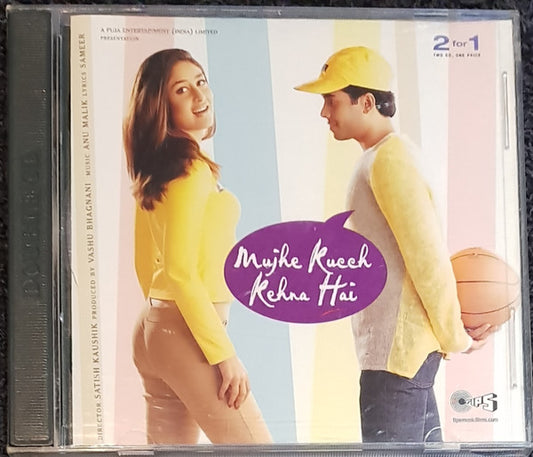 A PUJA ENTERTAINMENT (INDIA) LIMITED
PRESENTATION
2 for 1
TWO CD, ONE PRICE
DIRECTOR SATISH KAUSHIK PRODUCED BY VASHU BHAGNANI MUSIC ANU MALIK LYRICS SAMEER
Mujhe Kucch
Kehna Hai
TIPS
tipsmusicfilms.com